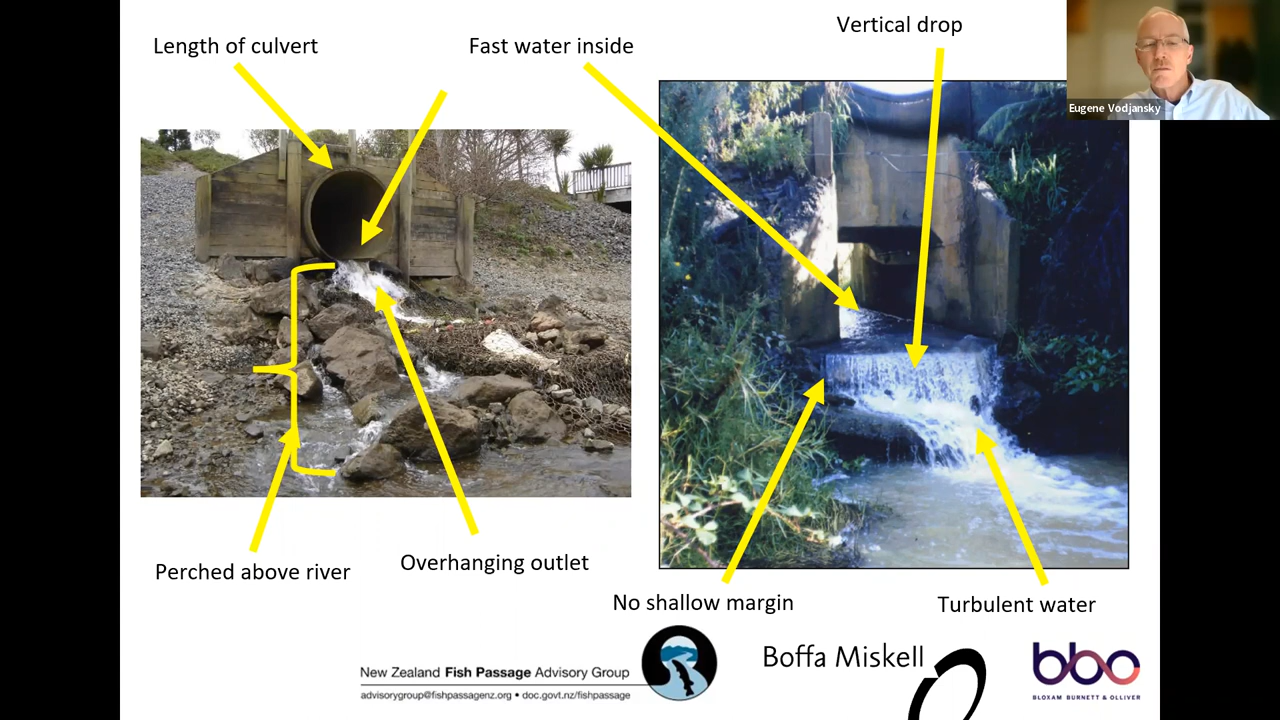 Length of culvert
Fast water inside
Vertical drop
Eugene Vodjansky
Perched above river
Overhanging outlet
No shallow margin
Turbulent water
New Zealand Fish Passage Advisory Group
advisorygroup@fishpassagenz.org • doc.govt.nz/fishpassage
Boffa Miskell
bbo
BLOXAM BURNETT & OLLIVER